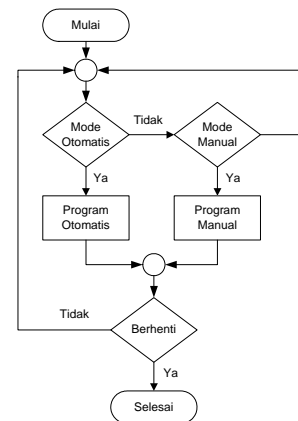 Mulai
Mode
Otomatis
Tidak
Mode
Manual
Ya
Ya
Program
Otomatis
Program
Manual
Tidak
Berhenti
Ya
Selesai